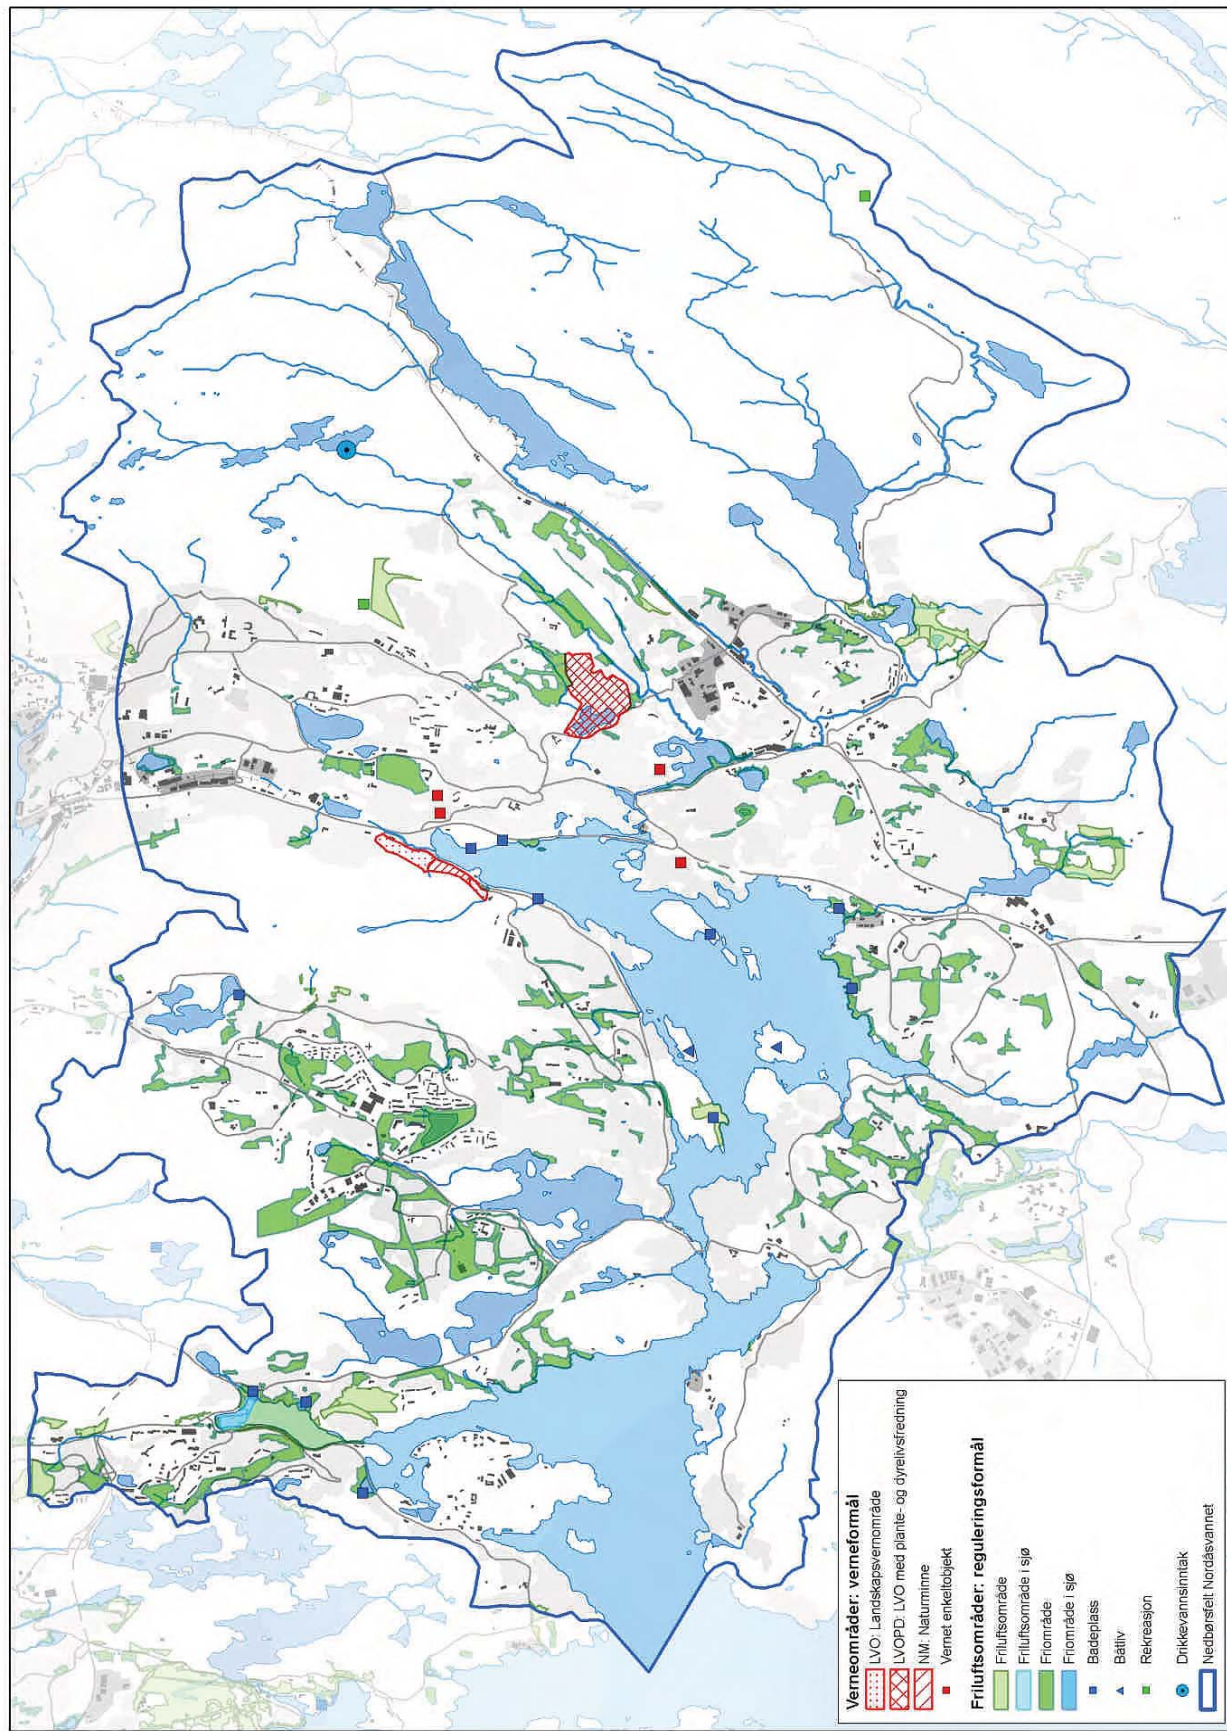 Verneområder: verneformål
LVO: Landskapsvernområde
LVOPD: LVO med plante- og dyrelivsfredning
NM: Naturminne
Vernet enkeltobjekt
Friluftsområder: reguleringsformål
Friluftsområde
Friluftsområde i sjø
Friområde
Friområde i sjø
Badeplass
Båtliv
Rekreasjon
Drikkevannsinntak
Nedbørsfelt Nordåsvannet